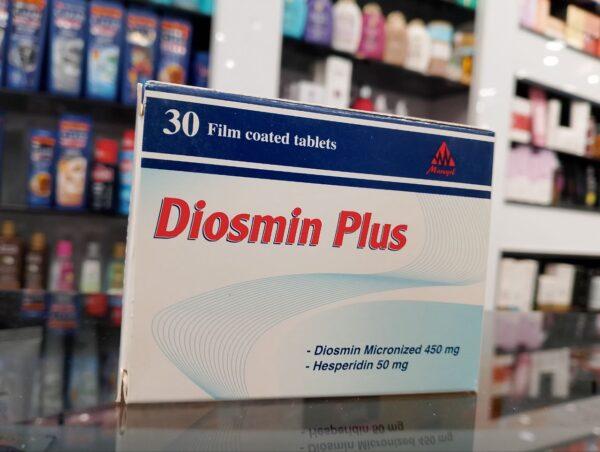 30 Film coated tablets
Diosmin Plus
- Diosmin Micronized 450 mg
- Hesperidin 50 mg